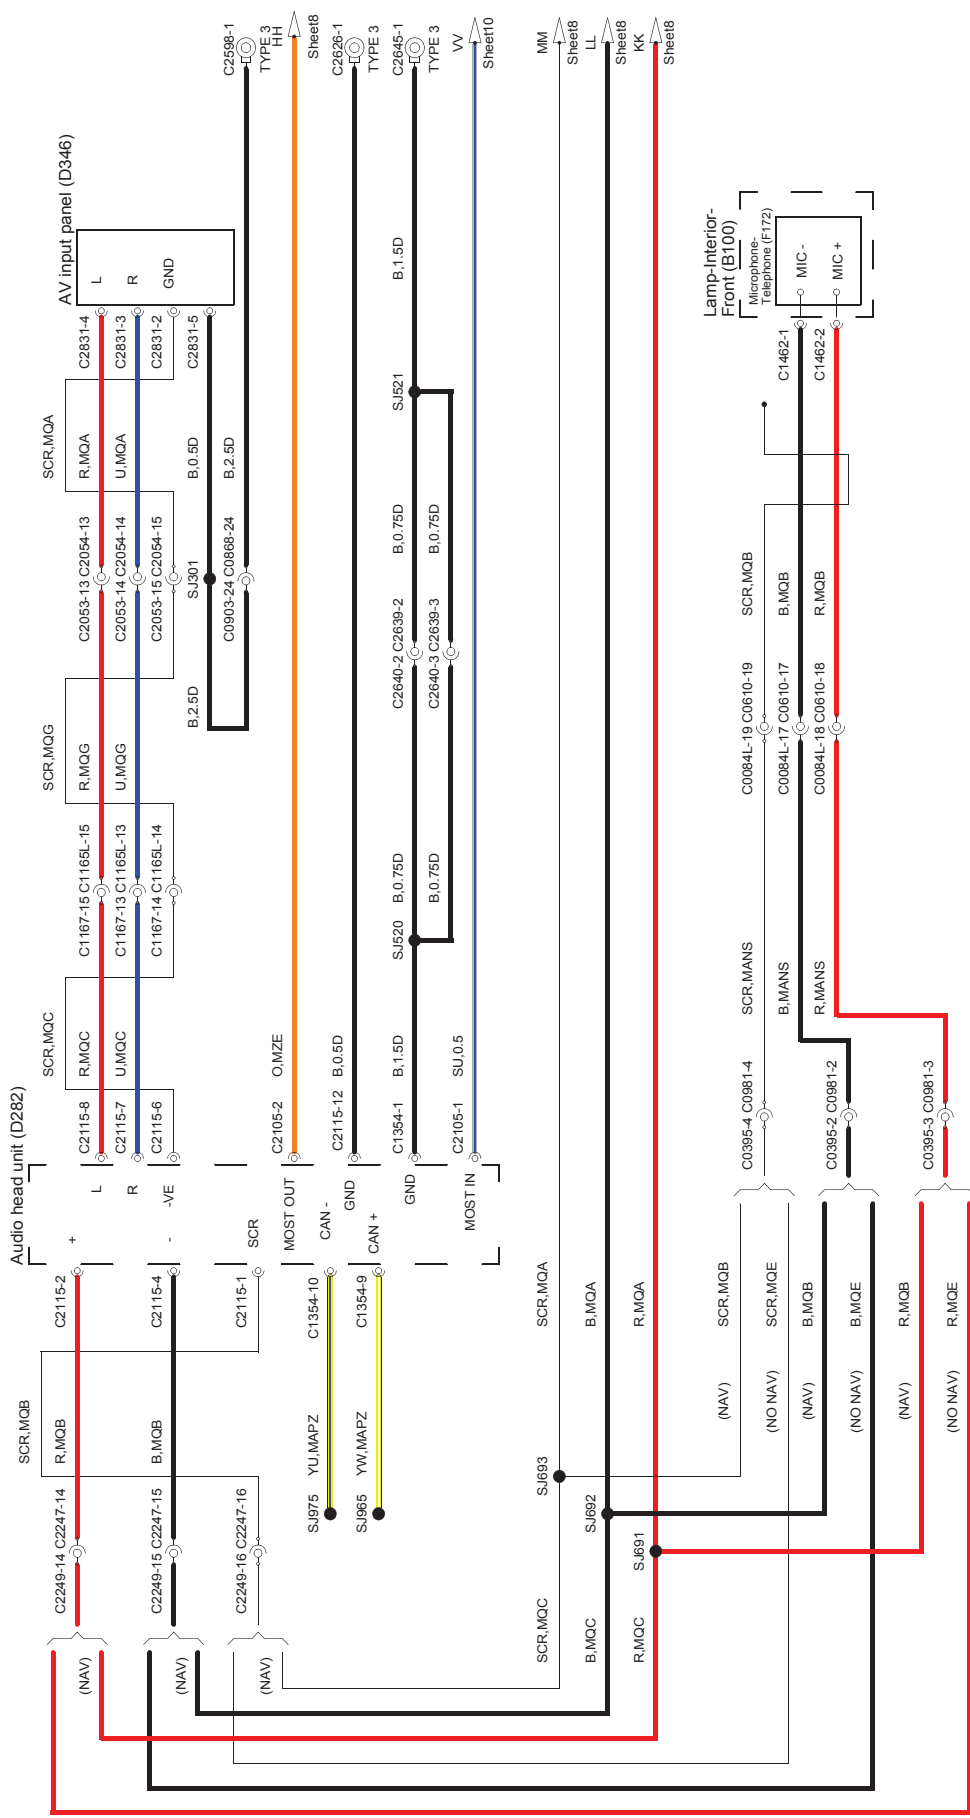 C2598-1
TYPE 3
HH
Sheet8
C2626-1
TYPE 3
C2645-1
TYPE 3
VV
Sheet10
MM
Sheet8
LL
Sheet8
KK
Sheet8
AV input panel (D346)
L
R
GND
C2831-4
C2831-3
C2831-2
C2831-5
SCR,MQA
R,MQA
U,MQA
B,0.5D
B,2.5D
B,1.5D
SJ521
Lamp-Interior-
Front (B100)
Microphone-
Telephone (F172)
MIC -
MIC +
C1462-1
C1462-2
C2053-13 C2054-13
C2053-14 C2054-14
C2053-15 C2054-15
SJ301
C0903-24 C0868-24
B,2.5D
B,0.75D
B,0.75D
C2640-2 C2639-2
C2640-3 C2639-3
SCR,MQB
B,MQB
R,MQB
C0084L-19 C0610-19
C0084L-17 C0610-17
C0084L-18 C0610-18
SCR,MQG
R,MQG
U,MQG
C1167-15 C1165L-15
C1167-13 C1165L-13
C1167-14 C1165L-14
B,0.75D
B,0.75D
SJ520
SCR,MANS
B,MANS
R,MANS
SCR,MQC
R,MQC
U,MQC
O,MZE
B,0.5D
B,1.5D
SU,0.5
C2115-8
C2115-7
C2115-6
C2105-2
C2115-12
C1354-1
C2105-1
C0395-4 C0981-4
C0395-2 C0981-2
C0395-3 C0981-3
Audio head unit (D282)
L
R
-VE
+
-
SCR
MOST OUT
CAN -
GND
CAN +
GND
MOST IN
C2115-2
C2115-4
C2115-1
C1354-10
C1354-9
SCR,MQA
B,MQA
R,MQA
SCR,MQB
SCR,MQE
B,MQB
B,MQE
R,MQB
R,MQE
(NAV)
(NO NAV)
(NAV)
(NO NAV)
(NAV)
(NO NAV)
SCR,MQB
R,MQB
B,MQB
YU,MAPZ
YW,MAPZ
SJ975
SJ965
SJ693
SJ692
SJ691
C2249-14 C2247-14
C2249-15 C2247-15
C2249-16 C2247-16
SCR,MQC
B,MQC
R,MQC
(NAV)
(NAV)
(NAV)